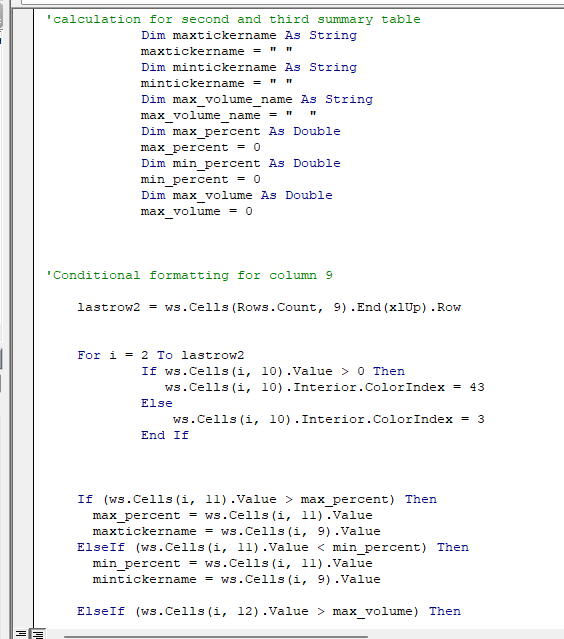 'calculation for second and third summary table
Dim maxtickername As String
maxtickername = " "
Dim mintickername As String
mintickername = " "
Dim max_volume_name As String
max_volume_name = "  "
Dim max_percent As Double
max_percent = 0
Dim min_percent As Double
min_percent = 0
Dim max_volume As Double
max_volume = 0
'Conditional formatting for column 9
lastrow2 = ws.Cells(Rows.Count, 9).End(xlUp).Row
For i = 2 To lastrow2
If ws.Cells(i, 10).Value > 0 Then
ws.Cells(i, 10).Interior.ColorIndex = 43
Else
ws.Cells(i, 10).Interior.ColorIndex = 3
End If
If (ws.Cells(i, 11).Value > max_percent) Then
max_percent = ws.Cells(i, 11).Value
maxtickername = ws.Cells(i, 9).Value
ElseIf (ws.Cells(i, 11).Value < min_percent) Then
min_percent = ws.Cells(i, 11).Value
mintickername = ws.Cells(i, 9).Value
ElseIf (ws.Cells(i, 12).Value > max_volume) Then